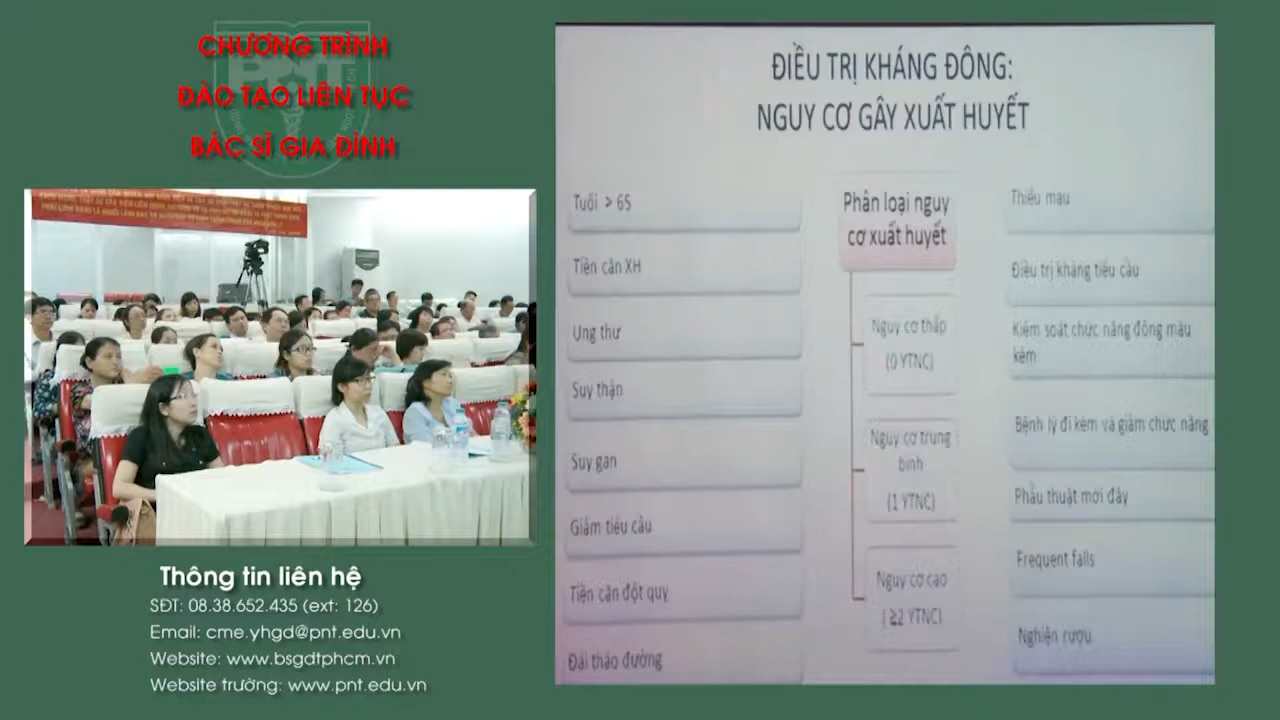 CHƯƠNG TRÌNH
ĐÀO TẠO LIÊN TỤC
BÁC SĨ GIA ĐÌNH
PNT
Thông tin liên hệ
SĐT: 08.38.652.435 (ext: 126)
Email: cme.yhgd@pnt.edu.vn
Website: www.bsgdtphcm.vn
Website trường: www.pnt.edu.vn
ĐIỀU TRỊ KHÁNG ĐÔNG:
NGUY CƠ GÂY XUẤT HUYẾT
Tuổi > 65
Tiền căn XH
Ung thư
Suy thận
Suy gan
Giảm tiểu cầu
Tiền căn đột quỵ
Đái tháo đường
Phân loại nguy
cơ xuất huyết
Nguy cơ thấp
(0 YTNC)
Nguy cơ trung
bình
(1 YTNC)
Nguy cơ cao
( ≥2 YTNC)
Thiếu máu
Điều trị kháng tiểu cầu
Kiểm soát chức năng đông máu
kém
Bệnh lý đi kèm và giảm chức năng
Phẫu thuật mới đây
Frequent falls
Nghiện rượu